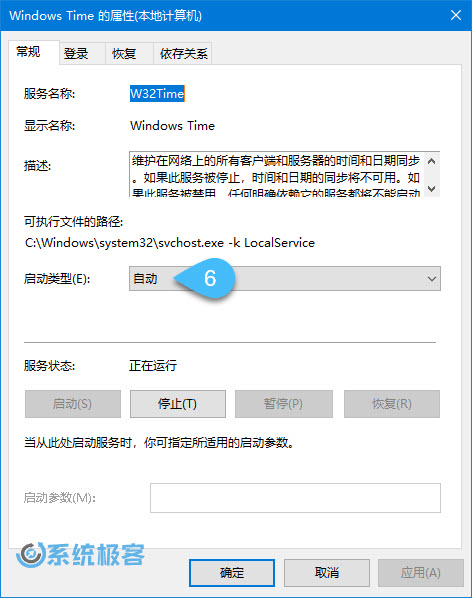 Windows Time 的属性(本地计算机)
常规 登录 恢复 依存关系
服务名称: W32Time
显示名称: Windows Time
描述: 维护在网络上的所有客户端和服务器的时间和日期同步
。如果此服务被停止，时间和日期的同步将不可用。如
果此服务被禁用，任何明确依赖它的服务都将不能启动
可执行文件的路径:
C:\Windows\system32\svchost.exe -k LocalService
启动类型(E): 自动 6
服务状态: 正在运行
启动(S) 停止(T) 暂停(P) 恢复(R)
当从此处启动服务时，你可指定所适用的启动参数。
启动参数(M):
系统极客
确定 取消 应用(A)